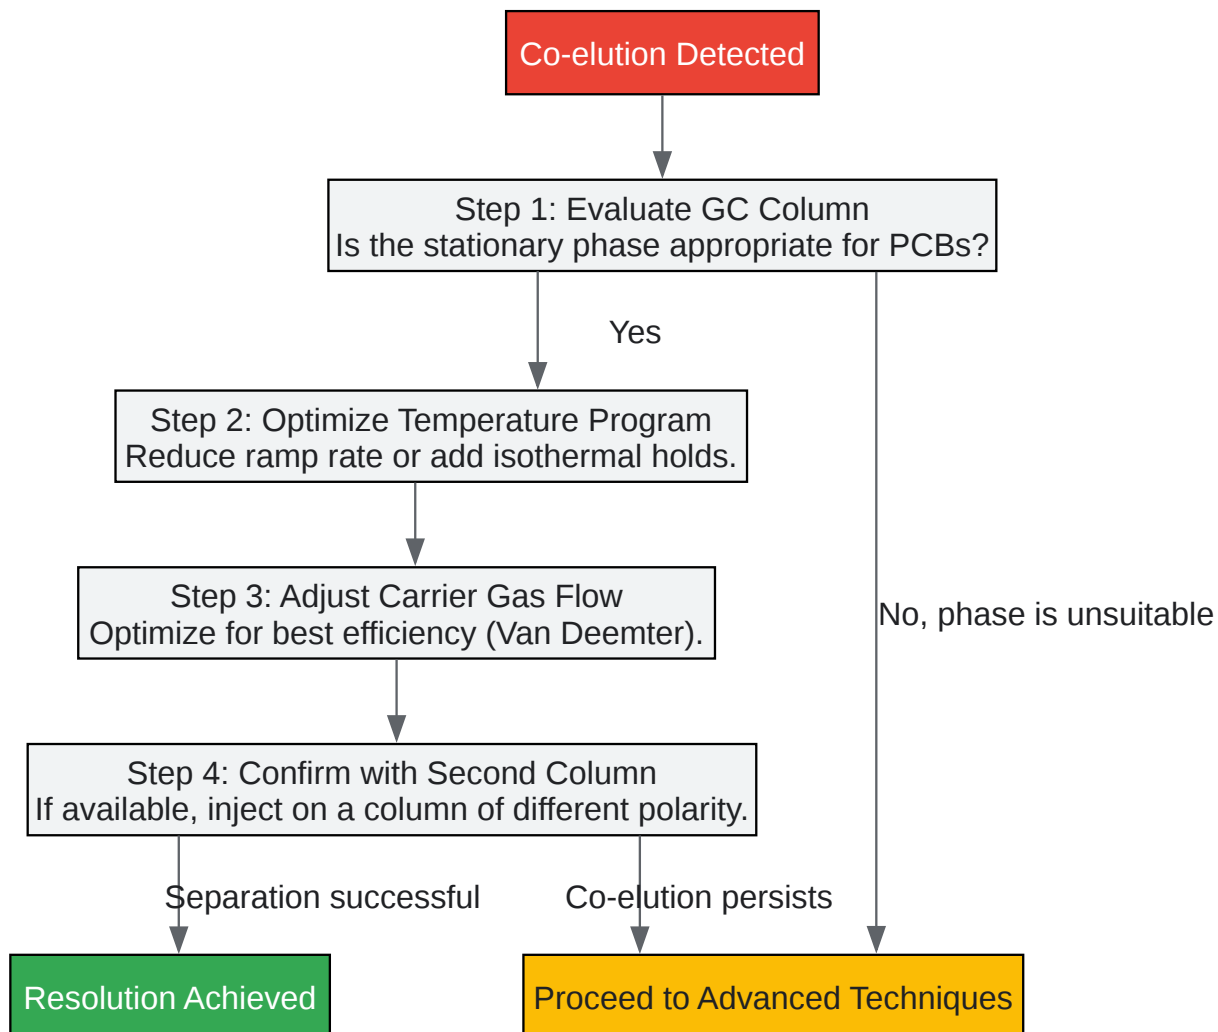 Co-elution Detected
Step 1: Evaluate GC Column
Is the stationary phase appropriate for PCBs?
Yes
Step 2: Optimize Temperature Program
Reduce ramp rate or add isothermal holds.
Step 3: Adjust Carrier Gas Flow
Optimize for best efficiency (Van Deemter).
No, phase is unsuitable
Step 4: Confirm with Second Column
If available, inject on a column of different polarity.
Separation successful
Co-elution persists
Resolution Achieved
Proceed to Advanced Techniques